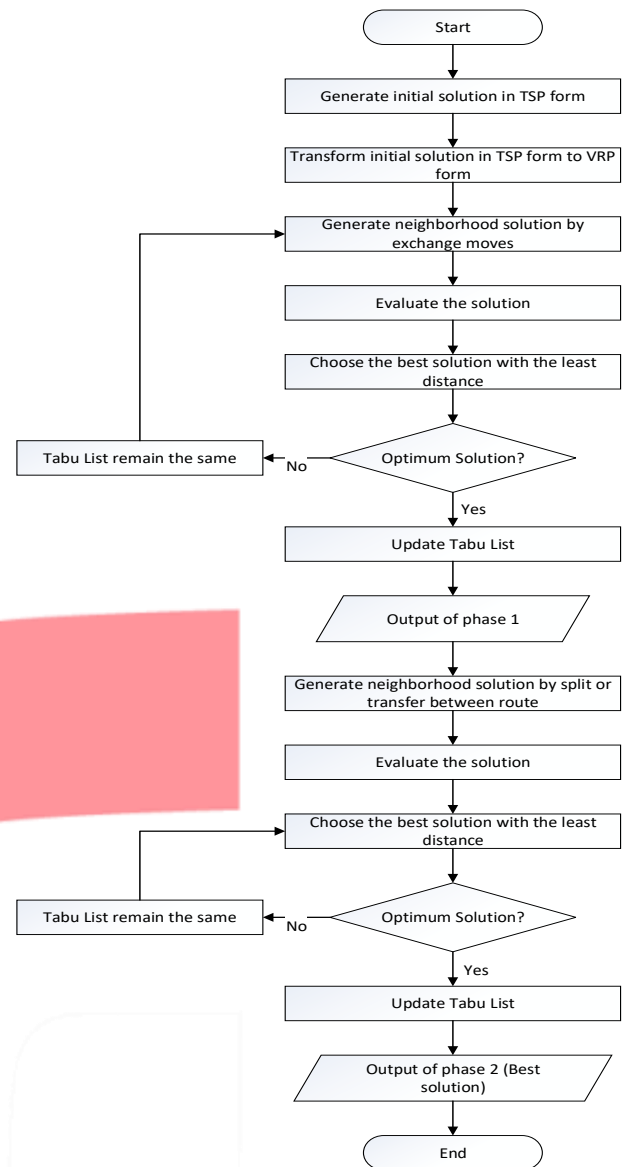 Start
Generate initial solution in TSP form
Transform initial solution in TSP form to VRP
form
Generate neighborhood solution by
exchange moves
Evaluate the solution
Choose the best solution with the least
distance
Optimum Solution?
No
Tabu List remain the same
Yes
Update Tabu List
Output of phase 1
Generate neighborhood solution by split or
transfer between route
Evaluate the solution
Choose the best solution with the least
distance
Optimum Solution?
No
Tabu List remain the same
Yes
Update Tabu List
Output of phase 2 (Best
solution)
End